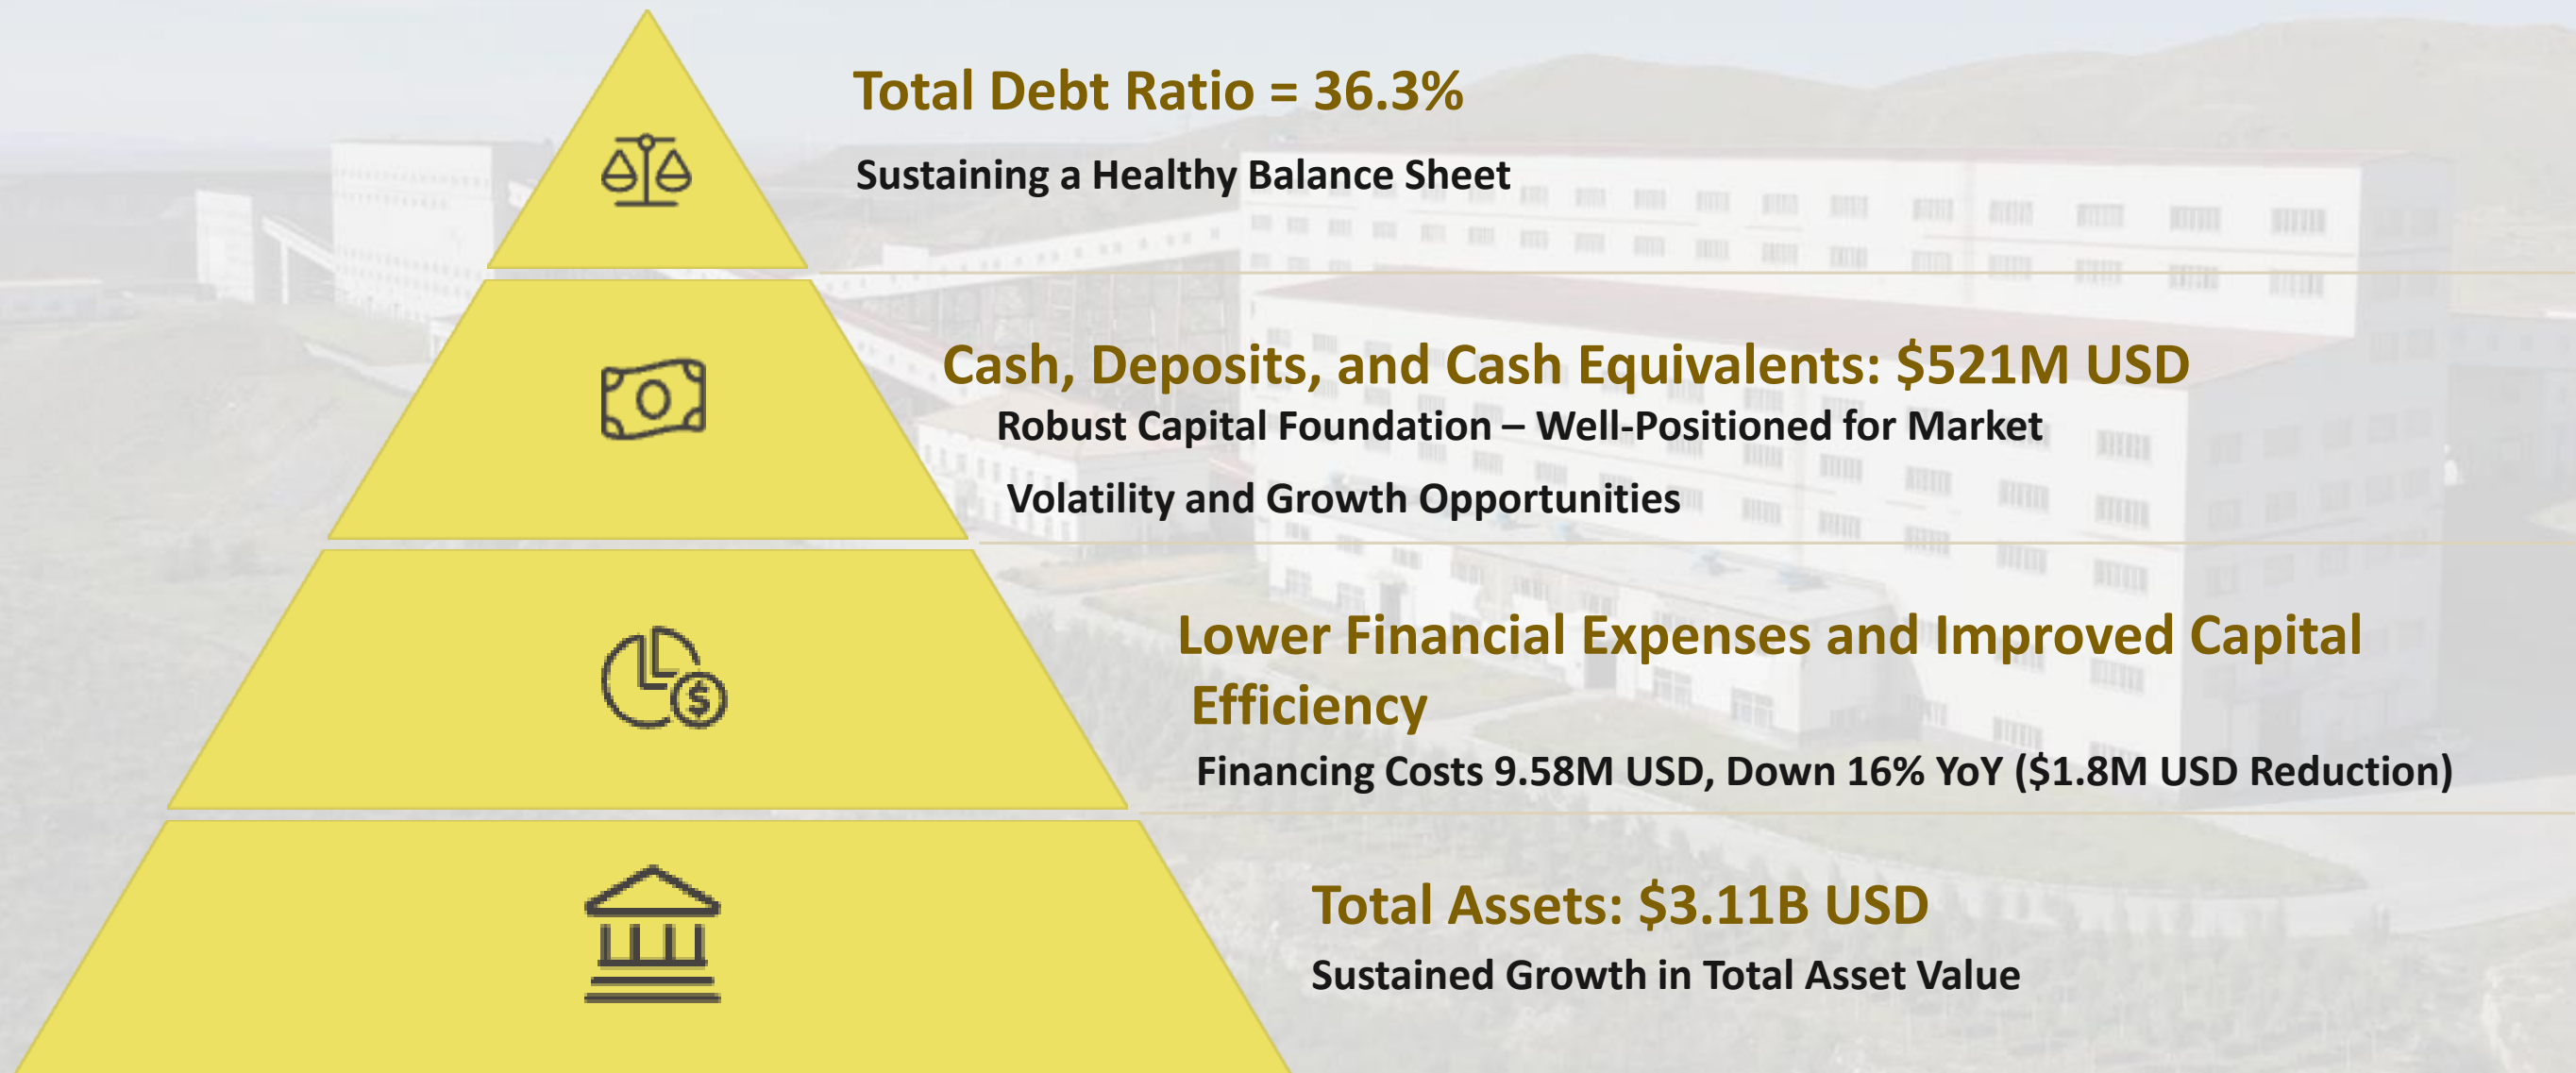 Total Debt Ratio = 36.3%
Sustaining a Healthy Balance Sheet
Cash, Deposits, and Cash Equivalents: $521M USD
Robust Capital Foundation – Well-Positioned for Market
Volatility and Growth Opportunities
Lower Financial Expenses and Improved Capital
Efficiency
Financing Costs 9.58M USD, Down 16% YoY ($1.8M USD Reduction)
Total Assets: $3.11B USD
Sustained Growth in Total Asset Value